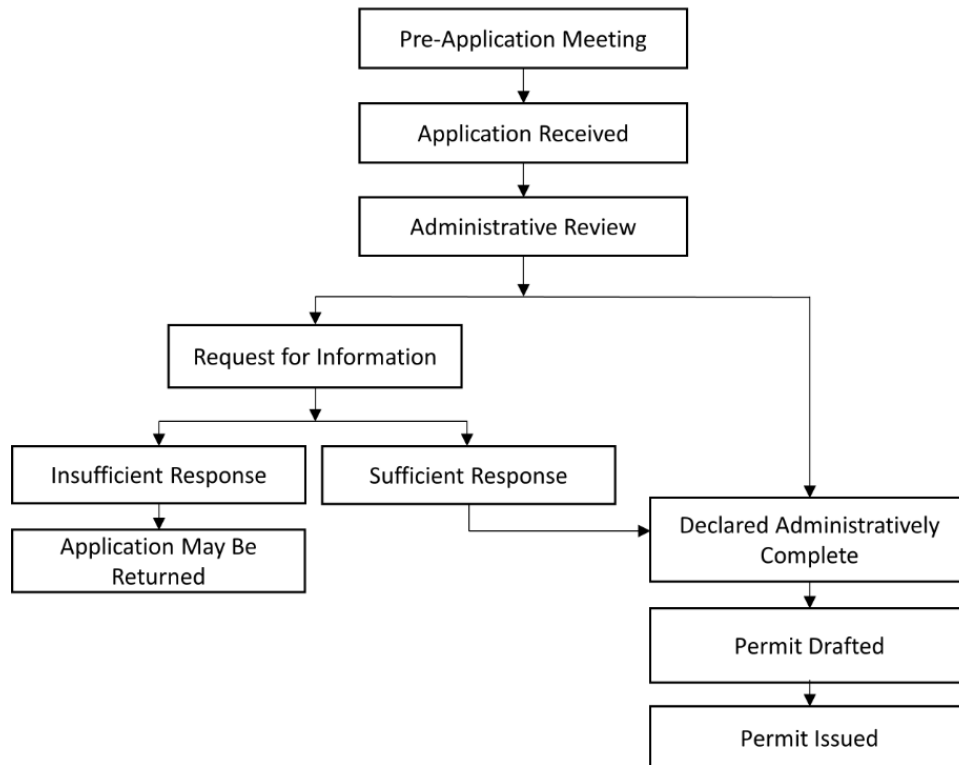 Pre-Application Meeting
Application Received
Administrative Review
Request for Information
Insufficient Response
Sufficient Response
Application May Be
Returned
Declared Administratively
Complete
Permit Drafted
Permit Issued